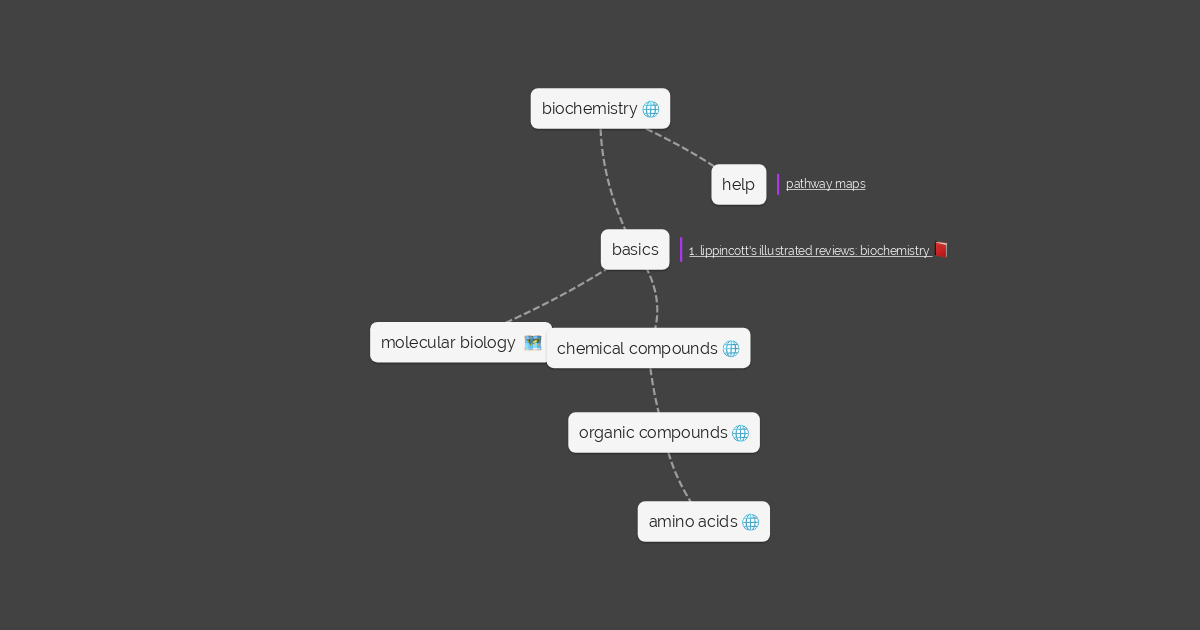 biochemistry
help
pathway maps
basics
1. lippincott's illustrated reviews: biochemistry
molecular biology
chemical compounds
organic compounds
amino acids